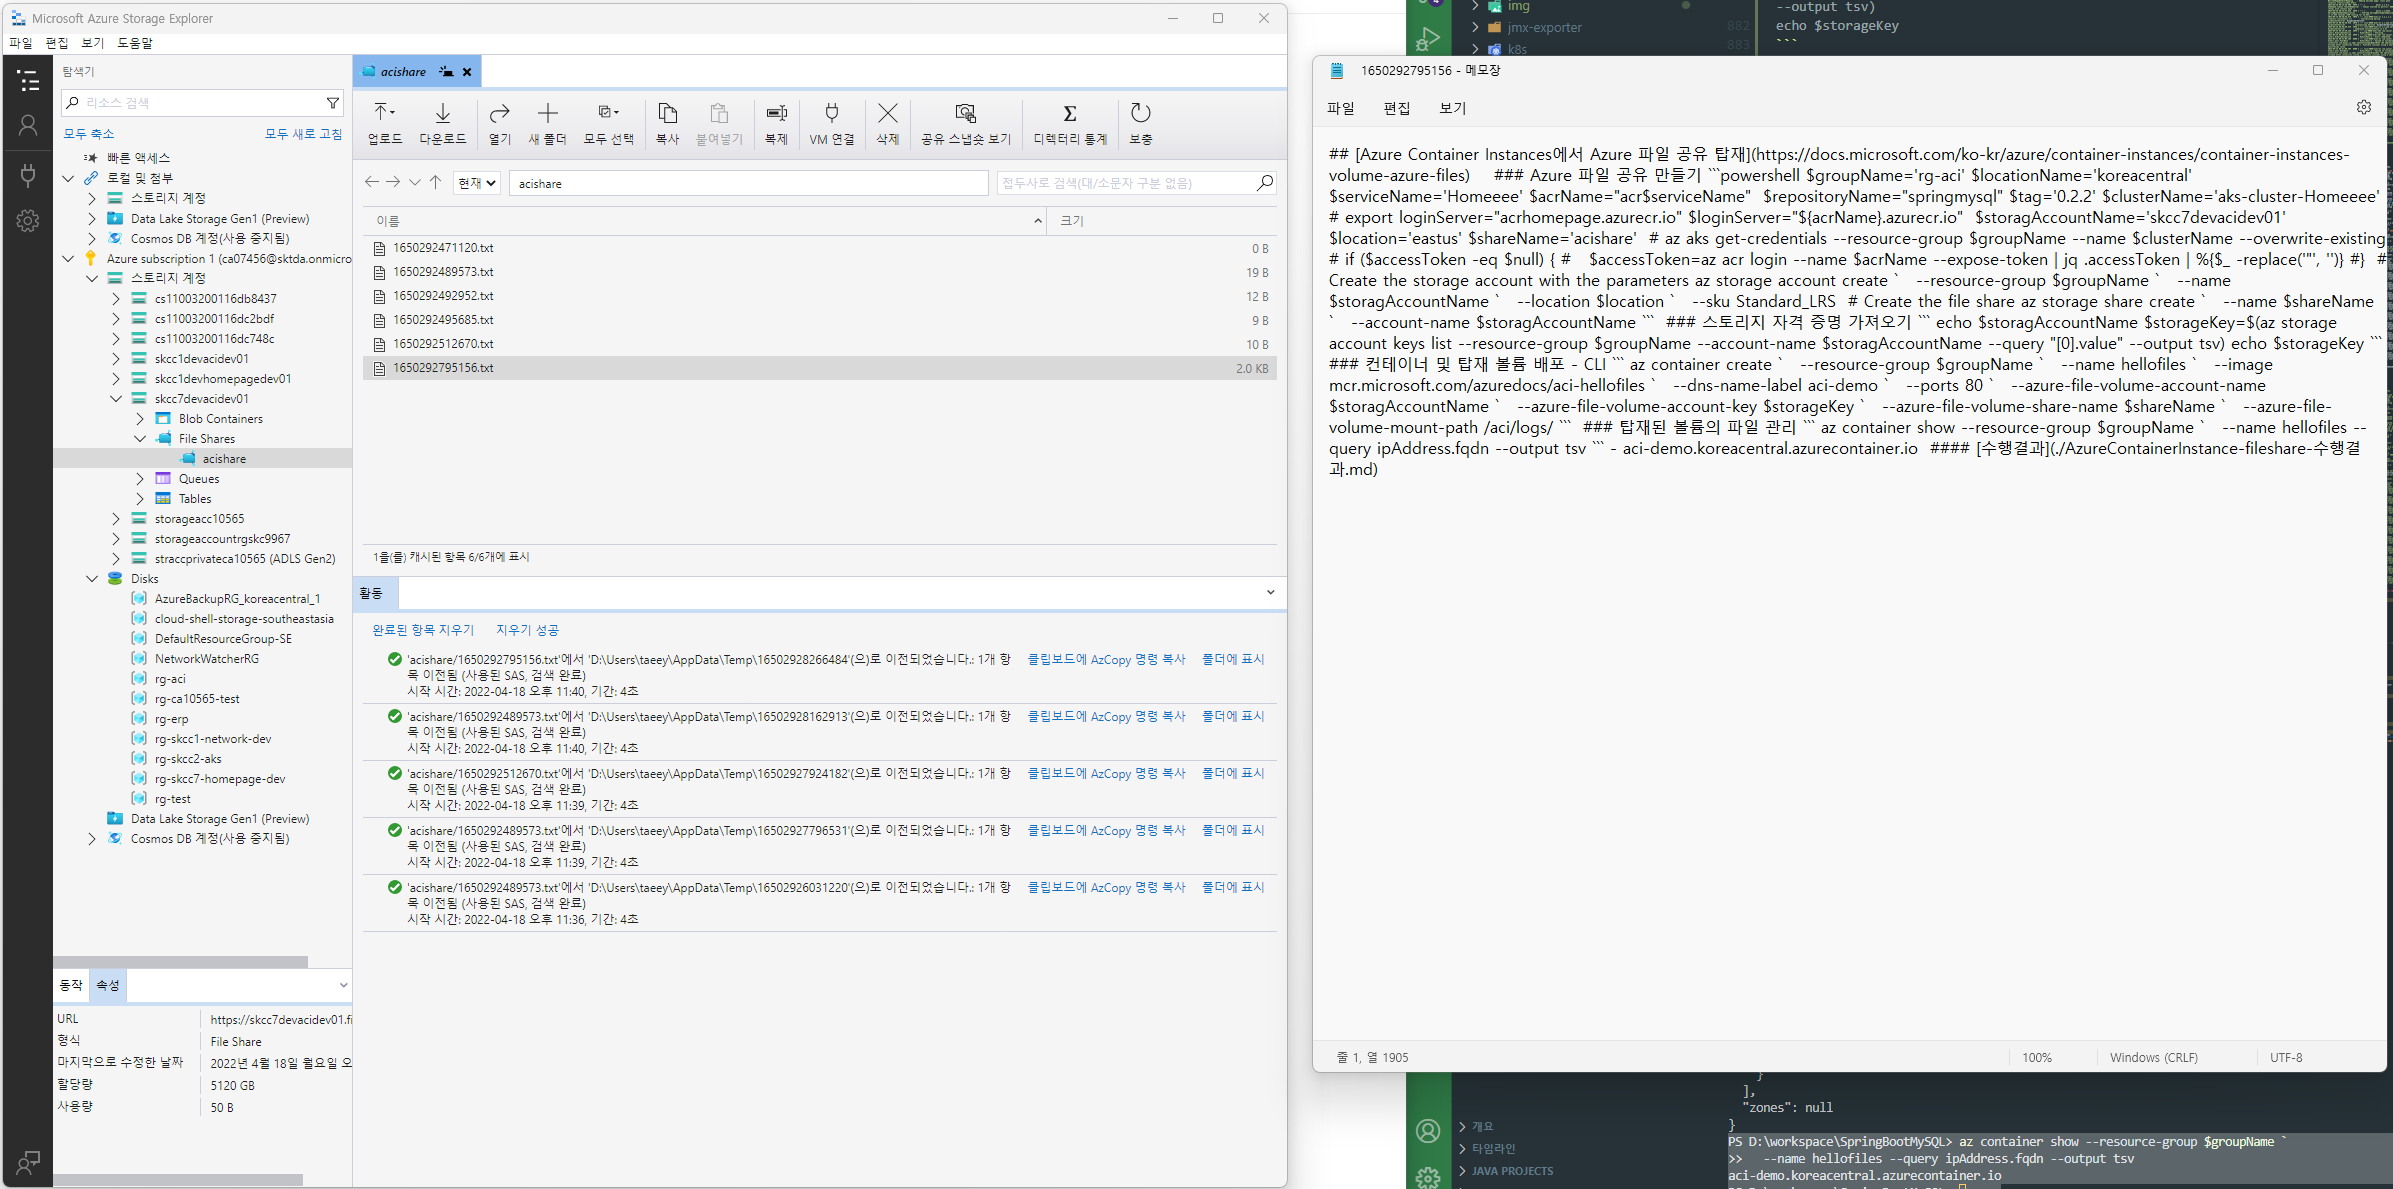 Microsoft Azure Storage Explorer
파일 편집 보기 도움말
탐색기
리소스 검색
모두 축소 모두 새로 고침
빠른 액세스
로컬 및 첨부
스토리지 계정
Data Lake Storage Gen1 (Preview)
Cosmos DB 계정(사용 중지됨)
Azure subscription 1 (ca07456@sktda.onmicro
스토리지 계정
cs11003200116db8437
cs11003200116dc2bdf
cs11003200116dc748c
skcc1devacidev01
skcc1devhomepagedev01
skcc7devacidev01
Blob Containers
File Shares
acishare
Queues
Tables
storageacc10565
storageaccountrgskc9967
straccprivateca10565 (ADLS Gen2)
Disks
AzureBackupRG_koreacentral_1
cloud-shell-storage-southeastasia
DefaultResourceGroup-SE
NetworkWatcherRG
rg-aci
rg-ca10565-test
rg-erp
rg-skcc1-network-dev
rg-skcc2-aks
rg-skcc7-homepage-dev
rg-test
Data Lake Storage Gen1 (Preview)
Cosmos DB 계정(사용 중지됨)
동작 속성
URL https://skcc7devacidev01.fi
형식 File Share
마지막으로 수정한 날짜 2022년 4월 18일 월요일 오
할당량 5120 GB
사용량 50 B
acishare
업로드 다운로드 열기 새 폴더 모두 선택 복사 붙여넣기 복제 VM 연결 삭제 공유 스냅숏 보기 디렉터리 통계 보충
현재 acishare 접두사로 검색(대/소문자 구분 없음)
이름 크기
1650292471120.txt 0 B
1650292489573.txt 19 B
1650292492952.txt 12 B
1650292495685.txt 9 B
1650292512670.txt 10 B
1650292795156.txt 2.0 KB
1을(를) 캐시된 항목 6/6개에 표시
활동
완료된 항목 지우기 지우기 성공
'acishare/1650292795156.txt'에서 'D:\Users\taeey\AppData\Temp\16502928266484'(으)로 이전되었습니다.: 1개 항 클립보드에 AzCopy 명령 복사 폴더에 표시
목 이전됨 (사용된 SAS, 검색 완료)
시작 시간: 2022-04-18 오후 11:40, 기간: 4초
'acishare/1650292489573.txt'에서 'D:\Users\taeey\AppData\Temp\16502928162913'(으)로 이전되었습니다.: 1개 항 클립보드에 AzCopy 명령 복사 폴더에 표시
목 이전됨 (사용된 SAS, 검색 완료)
시작 시간: 2022-04-18 오후 11:40, 기간: 4초
'acishare/1650292512670.txt'에서 'D:\Users\taeey\AppData\Temp\16502927924182'(으)로 이전되었습니다.: 1개 항 클립보드에 AzCopy 명령 복사 폴더에 표시
목 이전됨 (사용된 SAS, 검색 완료)
시작 시간: 2022-04-18 오후 11:39, 기간: 4초
'acishare/1650292489573.txt'에서 'D:\Users\taeey\AppData\Temp\16502927796531'(으)로 이전되었습니다.: 1개 항 클립보드에 AzCopy 명령 복사 폴더에 표시
목 이전됨 (사용된 SAS, 검색 완료)
시작 시간: 2022-04-18 오후 11:39, 기간: 4초
'acishare/1650292489573.txt'에서 'D:\Users\taeey\AppData\Temp\16502926031220'(으)로 이전되었습니다.: 1개 항 클립보드에 AzCopy 명령 복사 폴더에 표시
목 이전됨 (사용된 SAS, 검색 완료)
시작 시간: 2022-04-18 오후 11:36, 기간: 4초
img
jmx-exporter
k8s
--output tsv)
882 echo $storageKey
883 ```
1650292795156 - 메모장
파일 편집 보기
## [Azure Container Instances에서 Azure 파일 공유 탑재](https://docs.microsoft.com/ko-kr/azure/container-instances/container-instances-
volume-azure-files) ### Azure 파일 공유 만들기 ```powershell $groupName='rg-aci' $locationName='koreacentral'
$serviceName='Homeeee' $acrName="acr$serviceName" $repositoryName="springmysql" $tag='0.2.2' $clusterName='aks-cluster-Homeeee'
# export loginServer="acrhomepage.azurecr.io" $loginServer="${acrName}.azurecr.io" $storagAccountName='skcc7devacidev01'
$location='eastus' $shareName='acishare' # az aks get-credentials --resource-group $groupName --name $clusterName --overwrite-existing
# if ($accessToken -eq $null) { # $accessToken=az acr login --name $acrName --expose-token | jq .accessToken | %{$_ -replace('"', '')} #} #
Create the storage account with the parameters az storage account create ` --resource-group $groupName ` --name
$storagAccountName ` --location $location ` --sku Standard_LRS # Create the file share az storage share create ` --name $shareName
` --account-name $storagAccountName ``` ### 스토리지 자격 증명 가져오기 ``` echo $storagAccountName $storageKey=$(az storage
account keys list --resource-group $groupName --account-name $storagAccountName --query "[0].value" --output tsv) echo $storageKey ```
### 컨테이너 및 탑재 볼륨 배포 - CLI ``` az container create ` --resource-group $groupName ` --name hellofiles ` --image
mcr.microsoft.com/azuredocs/aci-hellofiles ` --dns-name-label aci-demo ` --ports 80 ` --azure-file-volume-account-name
$storagAccountName ` --azure-file-volume-account-key $storageKey ` --azure-file-volume-share-name $shareName ` --azure-file-
volume-mount-path /aci/logs/ ``` ### 탑재된 볼륨의 파일 관리 ``` az container show --resource-group $groupName ` --name hellofiles --
query ipAddress.fqdn --output tsv ``` - aci-demo.koreacentral.azurecontainer.io #### [수행결과](./AzureContainerInstance-fileshare-수행결
과.md)
줄 1, 열 1905 100% Windows (CRLF) UTF-8
개요
타임라인
JAVA PROJECTS
}
],
"zones": null
}
PS D:\workspace\SpringBootMySQL> az container show --resource-group $groupName `
>> --name hellofiles --query ipAddress.fqdn --output tsv
aci-demo.koreacentral.azurecontainer.io